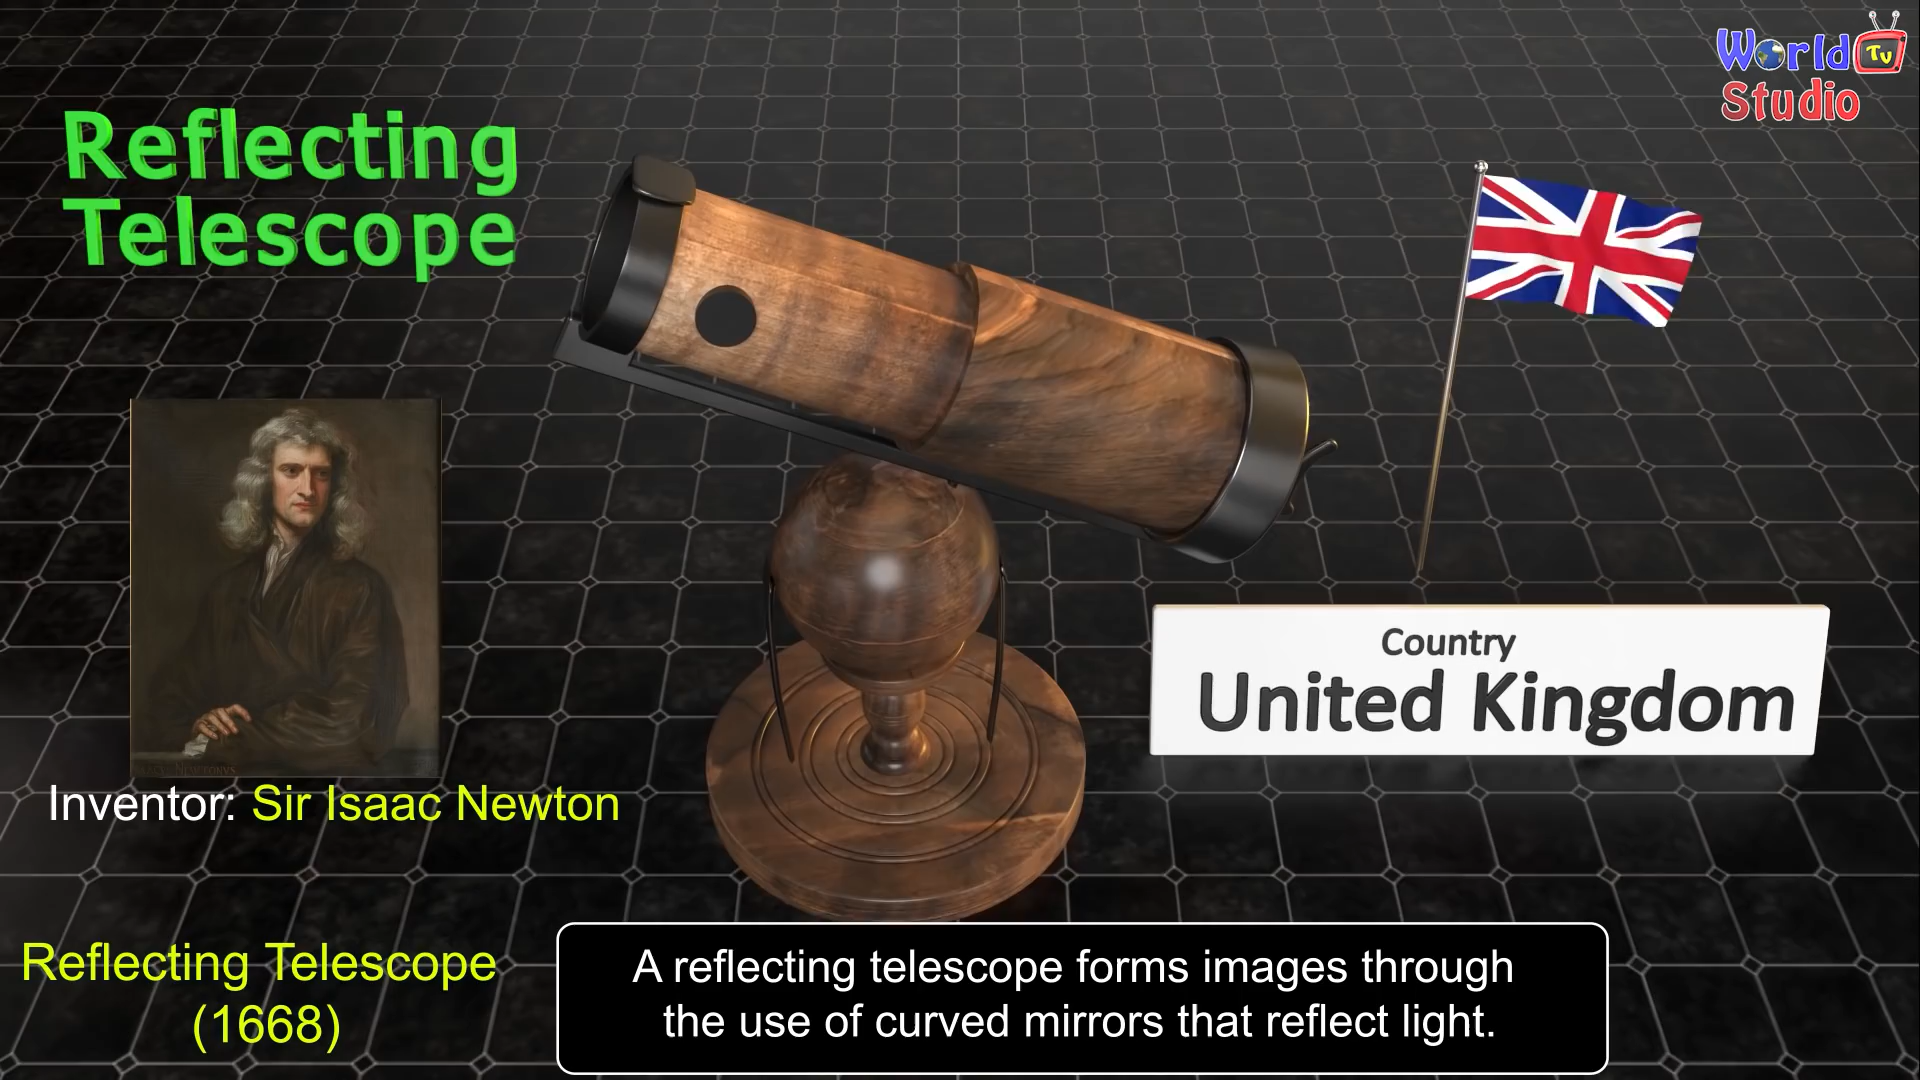 World Tv
Studio
Reflecting
Telescope
Country
United Kingdom
Inventor: Sir Isaac Newton
Reflecting Telescope
(1668)
A reflecting telescope forms images through
the use of curved mirrors that reflect light.